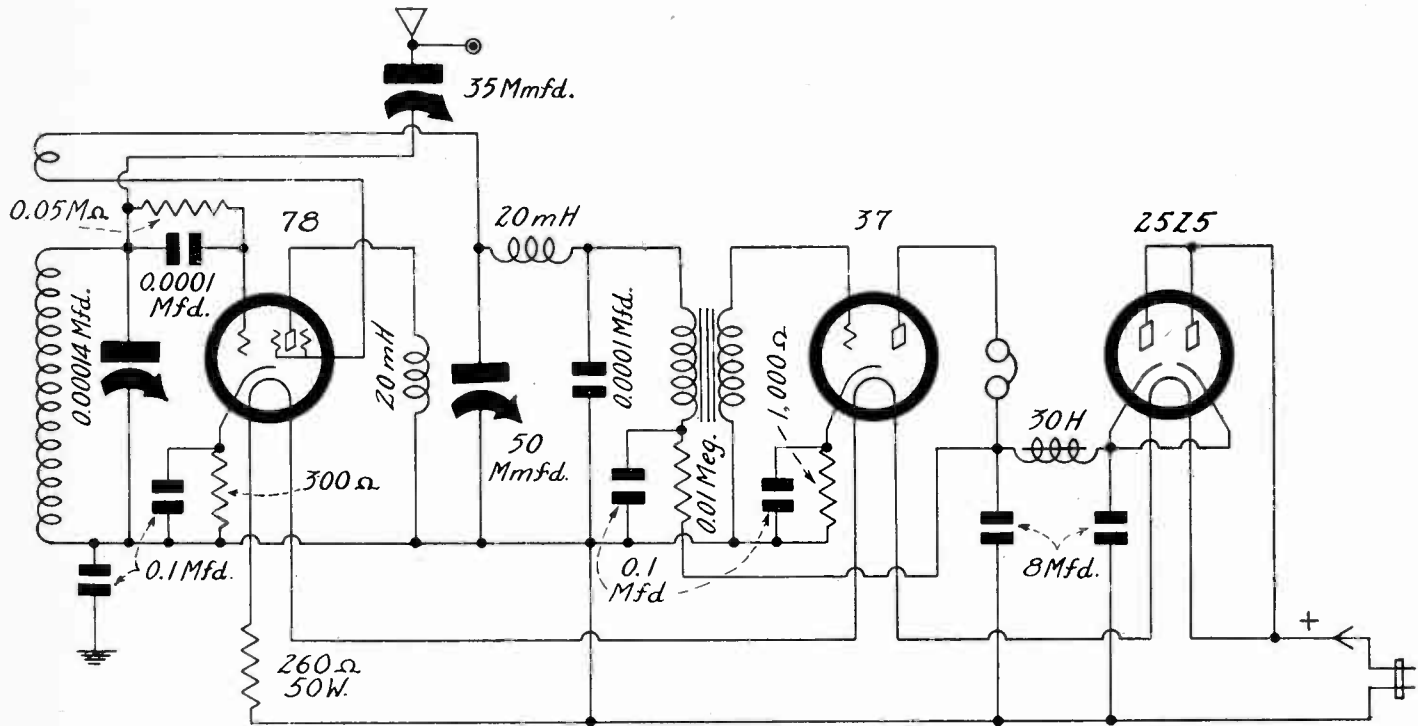 35 Mmfd.
0.05 MΩ
78
20 mH
37
25Z5
0.0001
Mfd.
0.00014 Mfd.
20 mH
0.0001 Mfd.
1,000 Ω
30 H
50
Mmfd.
0.01 Meg.
300 Ω
0.1 Mfd.
0.1
Mfd
8 Mfd.
+
260 Ω
50 W.